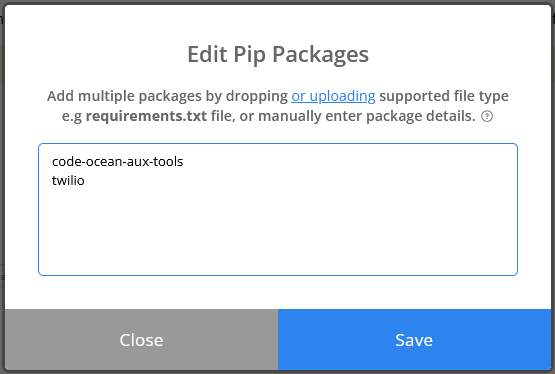 Edit Pip Packages
Add multiple packages by dropping or uploading supported file type
e.g requirements.txt file, or manually enter package details.
code-ocean-aux-tools
twilio
Close
Save